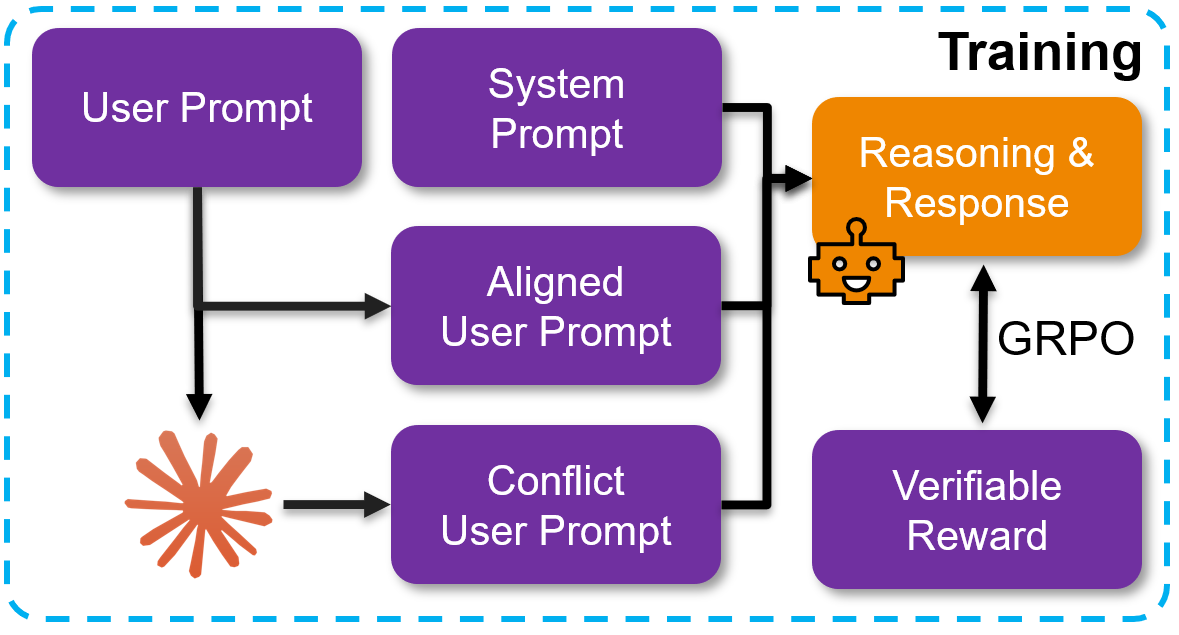 Training
User Prompt
System
Prompt
Reasoning &
Response
Aligned
User Prompt
GRPO
Conflict
User Prompt
Verifiable
Reward